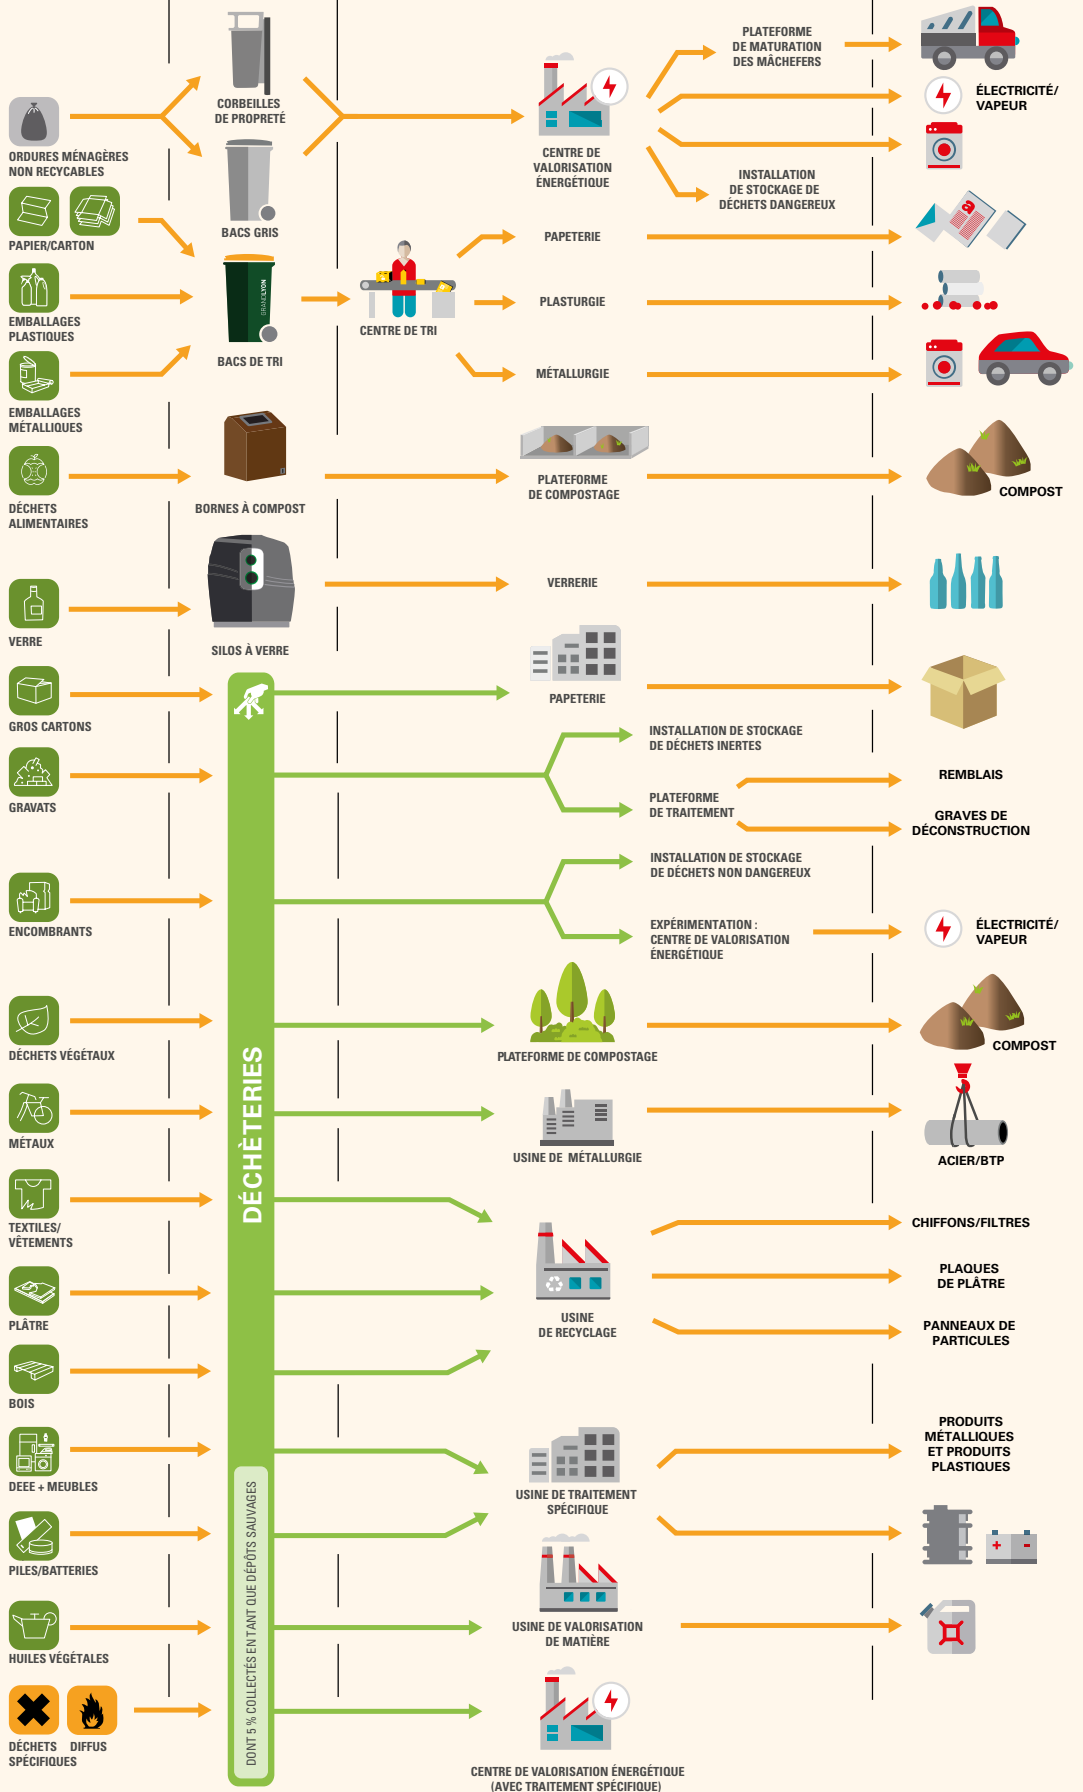 PLATEFORME
DE MATURATION
DES MÂCHEFERS
ÉLECTRICITÉ/
VAPEUR
CORBEILLES
DE PROPRETÉ
ORDURES MÉNAGÈRES
NON RECYCABLES
CENTRE DE
VALORISATION
ÉNERGÉTIQUE
INSTALLATION
DE STOCKAGE DE
DÉCHETS DANGEREUX
BACS GRIS
PAPIER/CARTON
PAPETERIE
a
EMBALLAGES
PLASTIQUES
GRANDLYON
BACS DE TRI
CENTRE DE TRI
PLASTURGIE
MÉTALLURGIE
EMBALLAGES
MÉTALLIQUES
DÉCHETS
ALIMENTAIRES
BORNES À COMPOST
PLATEFORME
DE COMPOSTAGE
COMPOST
VERRE
SILOS À VERRE
VERRERIE
GROS CARTONS
PAPETERIE
GRAVATS
INSTALLATION DE STOCKAGE
DE DÉCHETS INERTES
PLATEFORME
DE TRAITEMENT
REMBLAIS
GRAVES DE
DÉCONSTRUCTION
ENCOMBRANTS
INSTALLATION DE STOCKAGE
DE DÉCHETS NON DANGEREUX
EXPÉRIMENTATION :
CENTRE DE VALORISATION
ÉNERGÉTIQUE
ÉLECTRICITÉ/
VAPEUR
DÉCHETS VÉGÉTAUX
PLATEFORME DE COMPOSTAGE
COMPOST
DÉCHÈTERIES
MÉTAUX
USINE DE MÉTALLURGIE
ACIER/BTP
TEXTILES/
VÊTEMENTS
CHIFFONS/FILTRES
PLÂTRE
USINE
DE RECYCLAGE
PLAQUES
DE PLÂTRE
PANNEAUX DE
PARTICULES
BOIS
DEEE + MEUBLES
USINE DE TRAITEMENT
SPÉCIFIQUE
PRODUITS
MÉTALLIQUES
ET PRODUITS
PLASTIQUES
PILES/BATTERIES
+ -
DONT 5 % COLLECTÉS EN TANT QUE DÉPÔTS SAUVAGES
HUILES VÉGÉTALES
USINE DE VALORISATION
DE MATIÈRE
DÉCHETS
SPÉCIFIQUES
DIFFUS
CENTRE DE VALORISATION ÉNERGÉTIQUE
(AVEC TRAITEMENT SPÉCIFIQUE)